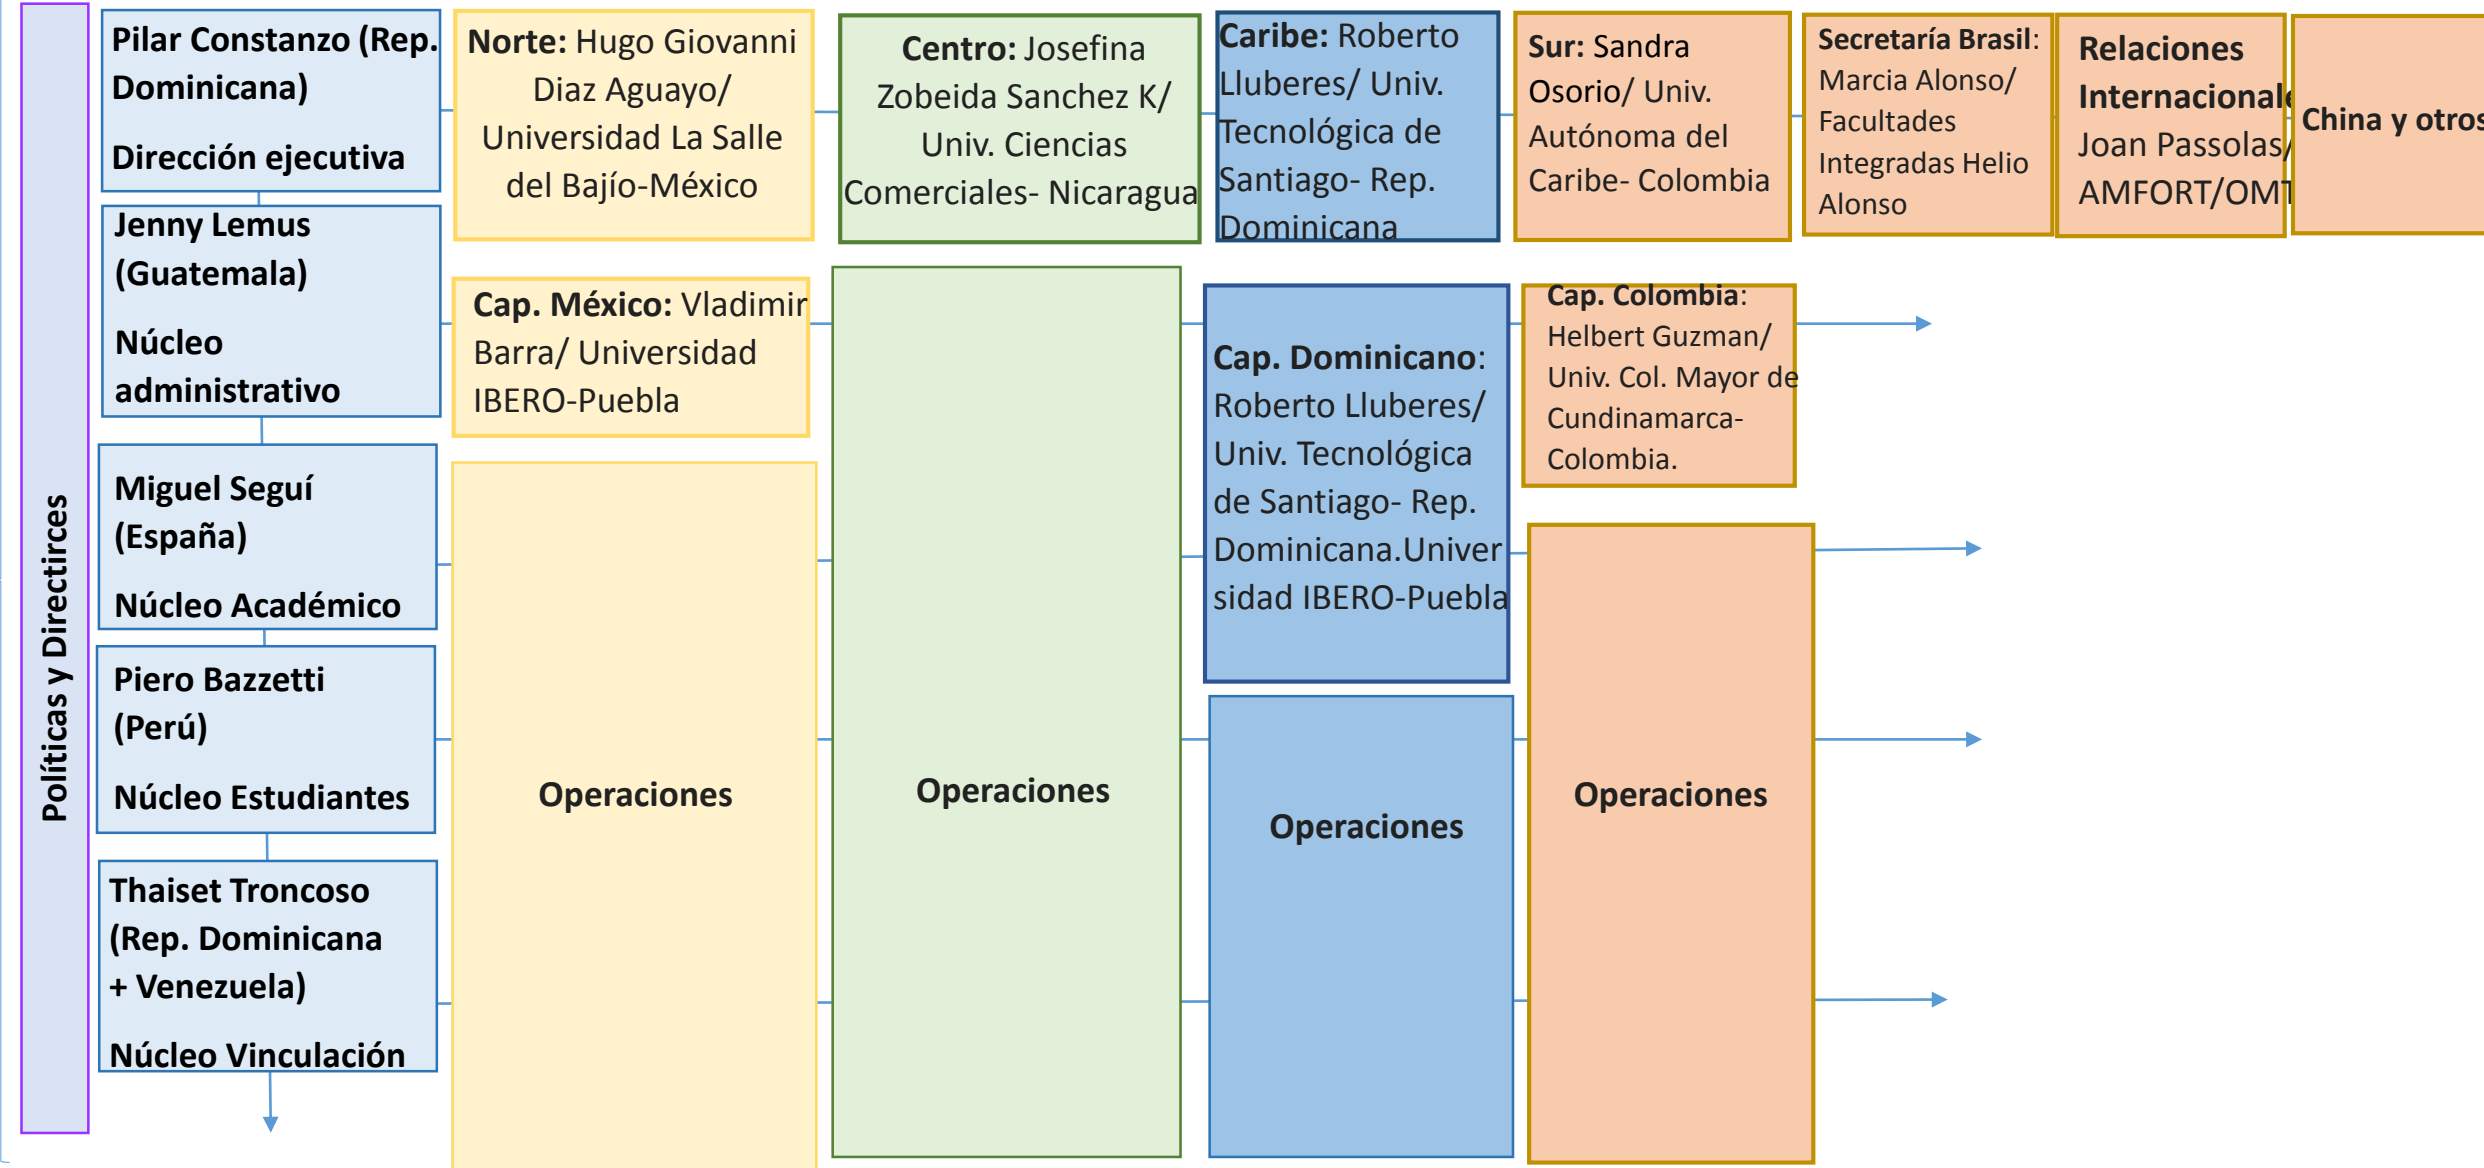 Políticas y Directirces
Pilar Constanzo (Rep.
Dominicana)
Dirección ejecutiva
Jenny Lemus
(Guatemala)
Núcleo
administrativo
Miguel Seguí
(España)
Núcleo Académico
Piero Bazzetti
(Perú)
Núcleo Estudiantes
Thaiset Troncoso
(Rep. Dominicana
+ Venezuela)
Núcleo Vinculación
Norte: Hugo Giovanni
Diaz Aguayo/
Universidad La Salle
del Bajío-México
Cap. México: Vladimir
Barra/ Universidad
IBERO-Puebla
Operaciones
Centro: Josefina
Zobeida Sanchez K/
Univ. Ciencias
Comerciales- Nicaragua
Operaciones
Caribe: Roberto
Lluberes/ Univ.
Tecnológica de
Santiago- Rep.
Dominicana
Cap. Dominicano:
Roberto Lluberes/
Univ. Tecnológica
de Santiago- Rep.
Dominicana.Univer
sidad IBERO-Puebla
Operaciones
Sur: Sandra
Osorio/ Univ.
Autónoma del
Caribe- Colombia
Cap. Colombia:
Helbert Guzman/
Univ. Col. Mayor de
Cundinamarca-
Colombia.
Operaciones
Secretaría Brasil:
Marcia Alonso/
Facultades
Integradas Helio
Alonso
Relaciones
Internacionale
Joan Passolas/
AMFORT/OMT
China y otros